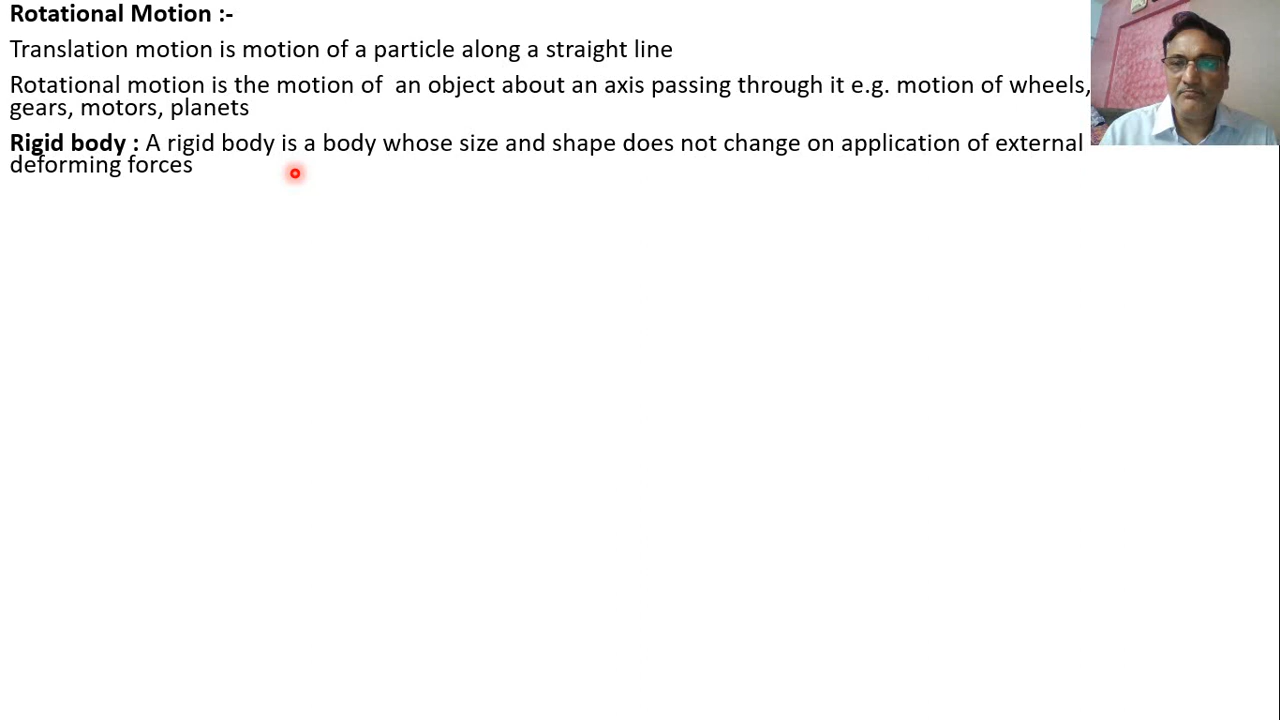 Rotational Motion :-
Translation motion is motion of a particle along a straight line
Rotational motion is the motion of  an object about an axis passing through it e.g. motion of wheels,
gears, motors, planets
Rigid body : A rigid body is a body whose size and shape does not change on application of external
deforming forces